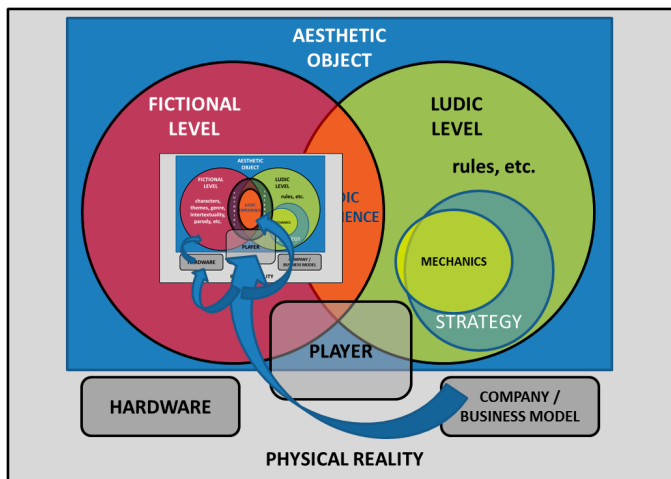 AESTHETIC
OBJECT
FICTIONAL
LEVEL
LUDIC
LEVEL
rules, etc.
AESTHETIC
OBJECT
FICTIONAL
LEVEL
characters,
themes, genre,
intertextuality,
parody, etc.
LUDIC
LEVEL
rules, etc.
PLAYER
HARDWARE
COMPANY /
BUSINESS MODEL
MECHANICS
STRATEGY
PLAYER
HARDWARE
COMPANY /
BUSINESS MODEL
PHYSICAL REALITY